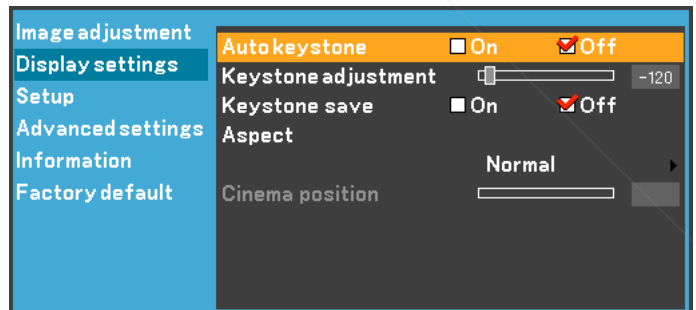 Image adjustment
Display settings
Setup
Advanced settings
Information
Factory default
Auto keystone On Off
Keystone adjustment -120
Keystone save On Off
Aspect
Normal
Cinema position